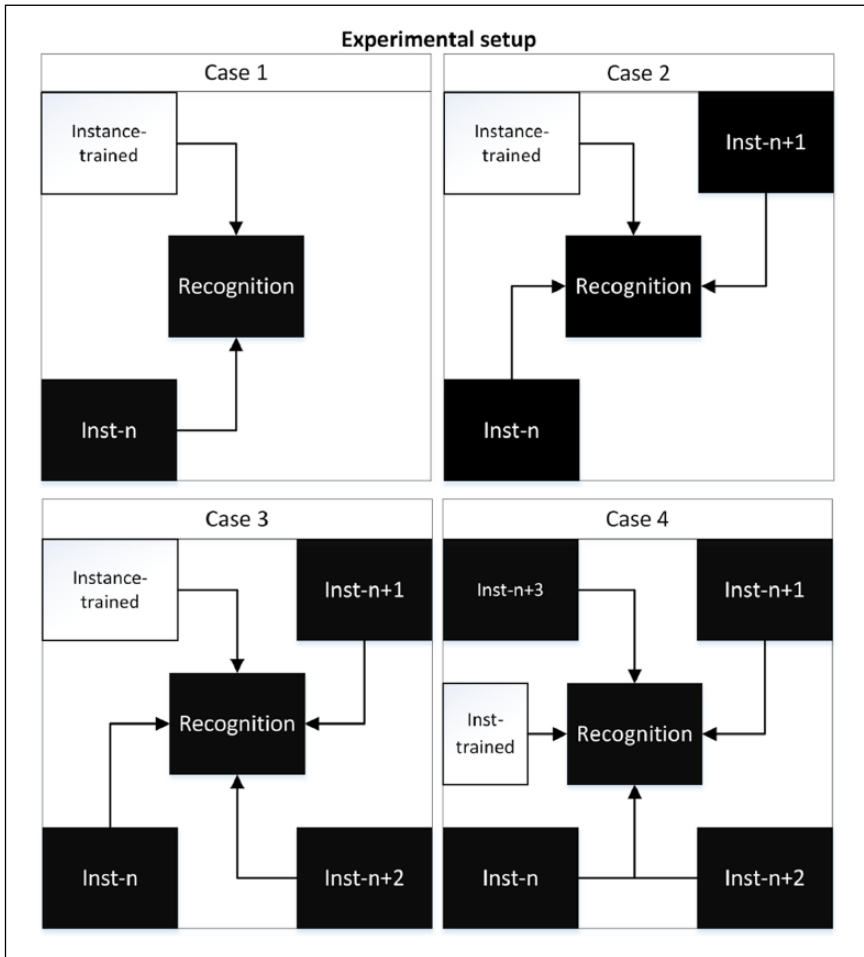 Experimental setup
Case 1
Instance-
trained
Recognition
Inst-n
Case 2
Instance-
trained
Inst-n+1
Recognition
Inst-n
Case 3
Instance-
trained
Inst-n+1
Recognition
Inst-n
Inst-n+2
Case 4
Inst-n+3
Inst-n+1
Inst-
trained
Recognition
Inst-n
Inst-n+2